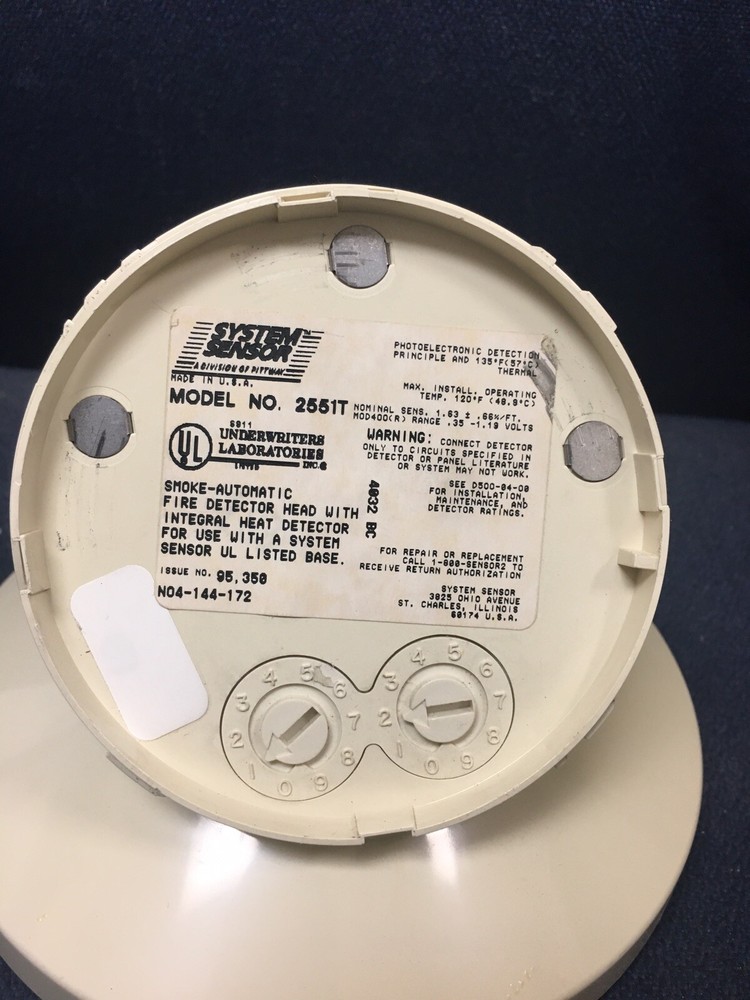 SYSTEM
SENSOR
A DIVISION OF PITTWAY
MADE IN U.S.A.
MODEL NO. 2551T
S911
UL UNDERWRITERS
LABORATORIES
INC.®
LISTED
SMOKE-AUTOMATIC
FIRE DETECTOR HEAD WITH
INTEGRAL HEAT DETECTOR
FOR USE WITH A SYSTEM
SENSOR UL LISTED BASE.
ISSUE NO. 95,350
NO4-144-172
PHOTOELECTRONIC DETECTION
PRINCIPLE AND 135°F(57°C)
THERMAL
MAX. INSTALL. OPERATING
TEMP. 120°F (48.9°C)
NOMINAL SENS. 1.63 ± .66%/FT.
MOD400(R) RANGE .35 -1.19 VOLTS
WARNING: CONNECT DETECTOR
ONLY TO CIRCUITS SPECIFIED IN
DETECTOR OR PANEL LITERATURE
OR SYSTEM MAY NOT WORK.
SEE D500-04-00
FOR INSTALLATION,
MAINTENANCE, AND
DETECTOR RATINGS.
4032 BC
FOR REPAIR OR REPLACEMENT
CALL 1-800-SENSOR2 TO
RECEIVE RETURN AUTHORIZATION
SYSTEM SENSOR
3825 OHIO AVENUE
ST. CHARLES, ILLINOIS
60174 U.S.A.
0 1 2 3 4 5 6 7 8 9
0 1 2 3 4 5 6 7 8 9